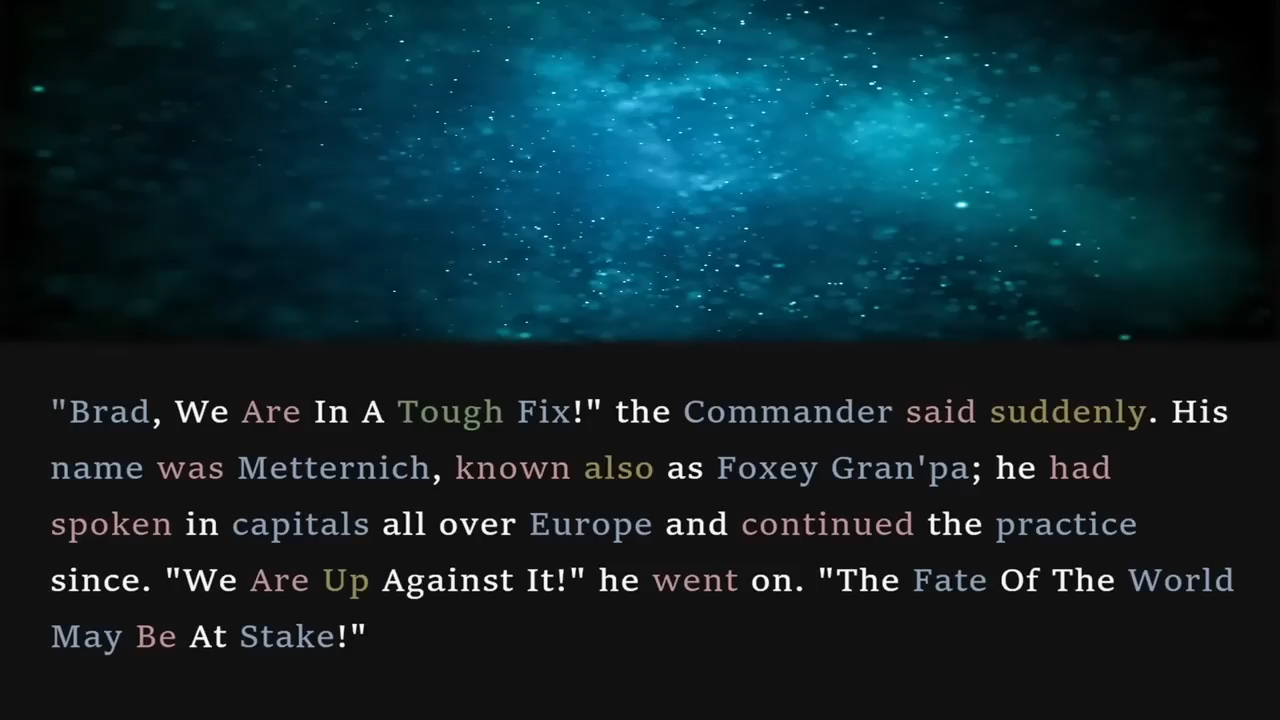 "Brad, We Are In A Tough Fix!" the Commander said suddenly. His
name was Metternich, known also as Foxey Gran'pa; he had
spoken in capitals all over Europe and continued the practice
since. "We Are Up Against It!" he went on. "The Fate Of The World
May Be At Stake!"